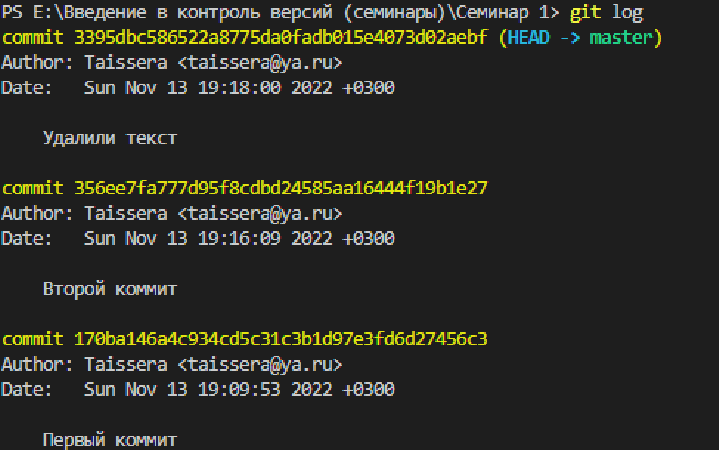 PS E:\Введение в контроль версий (семинары)\Семинар 1> git log
commit 3395dbc586522a8775da0fadb015e4073d02aebf (HEAD -> master)
Author: Taissera <taissera@ya.ru>
Date:   Sun Nov 13 19:18:00 2022 +0300
Удалили текст
commit 356ee7fa777d95f8cdbd24585aa16444f19b1e27
Author: Taissera <taissera@ya.ru>
Date:   Sun Nov 13 19:16:09 2022 +0300
Второй коммит
commit 170ba146a4c934cd5c31c3b1d97e3fd6d27456c3
Author: Taissera <taissera@ya.ru>
Date:   Sun Nov 13 19:09:53 2022 +0300
Первый коммит